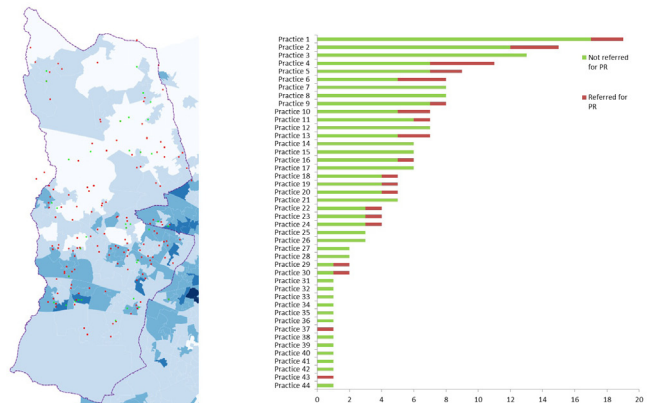 Practice 1
Practice 2
Practice 3
Practice 4
Practice 5
Practice 6
Practice 7
Practice 8
Practice 9
Practice 10
Practice 11
Practice 12
Practice 13
Practice 14
Practice 15
Practice 16
Practice 17
Practice 18
Practice 19
Practice 20
Practice 21
Practice 22
Practice 23
Practice 24
Practice 25
Practice 26
Practice 27
Practice 28
Practice 29
Practice 30
Practice 31
Practice 32
Practice 33
Practice 34
Practice 35
Practice 36
Practice 37
Practice 38
Practice 39
Practice 40
Practice 41
Practice 42
Practice 43
Practice 44
0 2 4 6 8 10 12 14 16 18 20
Not referred
for PR
Referred for
PR